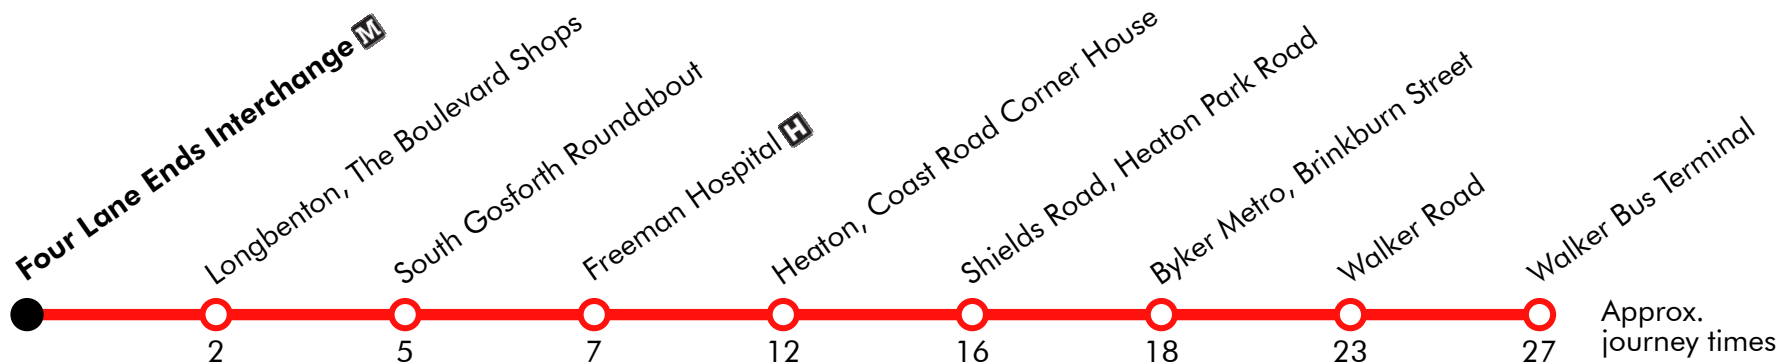 Four Lane Ends Interchange M
Longbenton, The Boulevard Shops
South Gosforth Roundabout
Freeman Hospital H
Heaton, Coast Road Corner House
Shields Road, Heaton Park Road
Byker Metro, Brinkburn Street
Walker Road
Walker Bus Terminal
2 5 7 12 16 18 23 27
Approx.
journey times